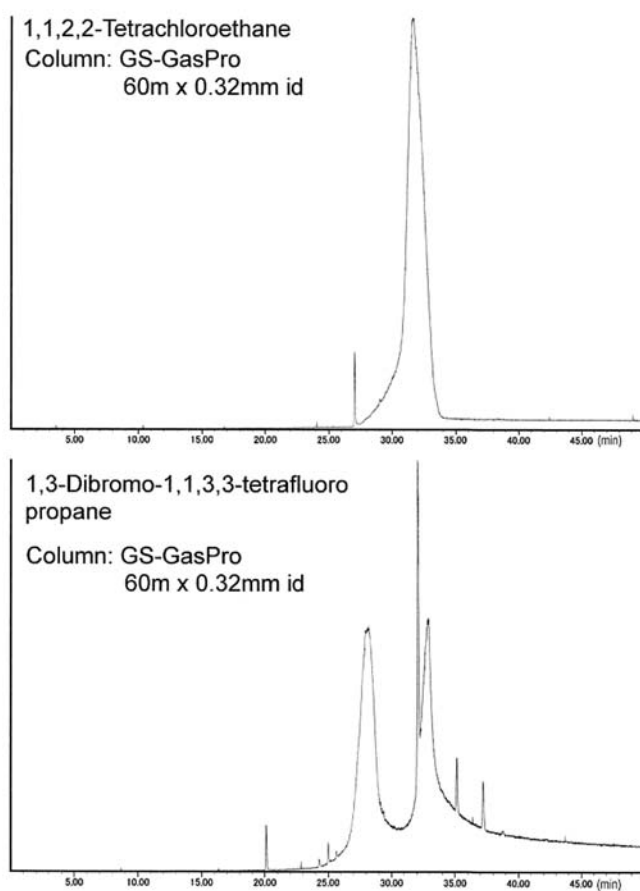 1,1,2,2-Tetrachloroethane
Column: GS-GasPro
60m x 0.32mm id
5.00 10.00 15.00 20.00 25.00 30.00 35.00 40.00 45.00 (min)
1,3-Dibromo-1,1,3,3-tetrafluoro
propane
Column: GS-GasPro
60m x 0.32mm id
5.00 10.00 15.00 20.00 25.00 30.00 35.00 40.00 45.00 (min)